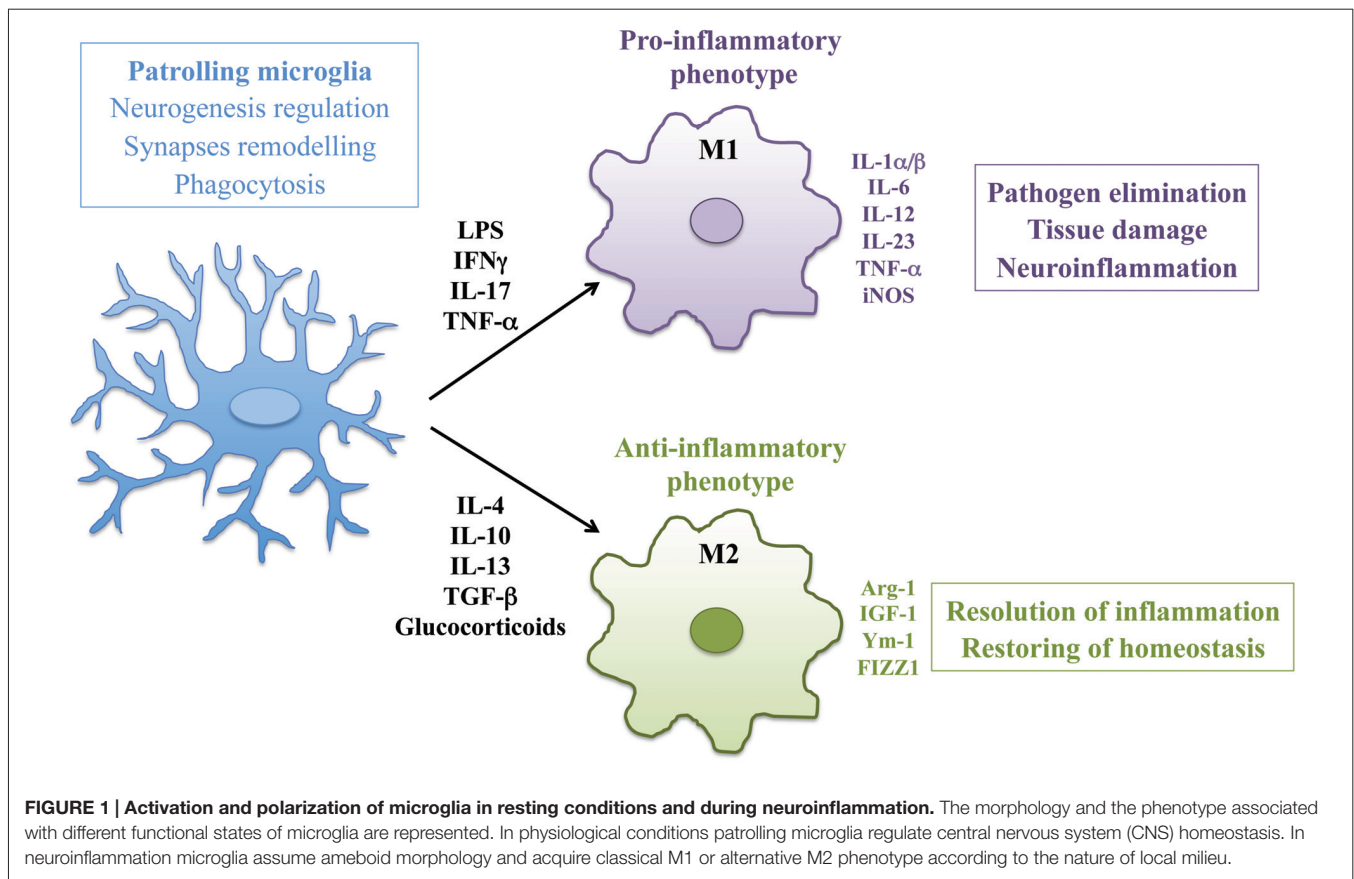 Patrolling microglia
Neurogenesis regulation
Synapses remodelling
Phagocytosis
Pro-inflammatory
phenotype
M1
LPS
IFNγ
IL-17
TNF-α
IL-1α/β
IL-6
IL-12
IL-23
TNF-α
iNOS
Pathogen elimination
Tissue damage
Neuroinflammation
Anti-inflammatory
phenotype
M2
IL-4
IL-10
IL-13
TGF-β
Glucocorticoids
Arg-1
IGF-1
Ym-1
FIZZ1
Resolution of inflammation
Restoring of homeostasis
FIGURE 1 | Activation and polarization of microglia in resting conditions and during neuroinflammation. The morphology and the phenotype associated
with different functional states of microglia are represented. In physiological conditions patrolling microglia regulate central nervous system (CNS) homeostasis. In
neuroinflammation microglia assume ameboid morphology and acquire classical M1 or alternative M2 phenotype according to the nature of local milieu.